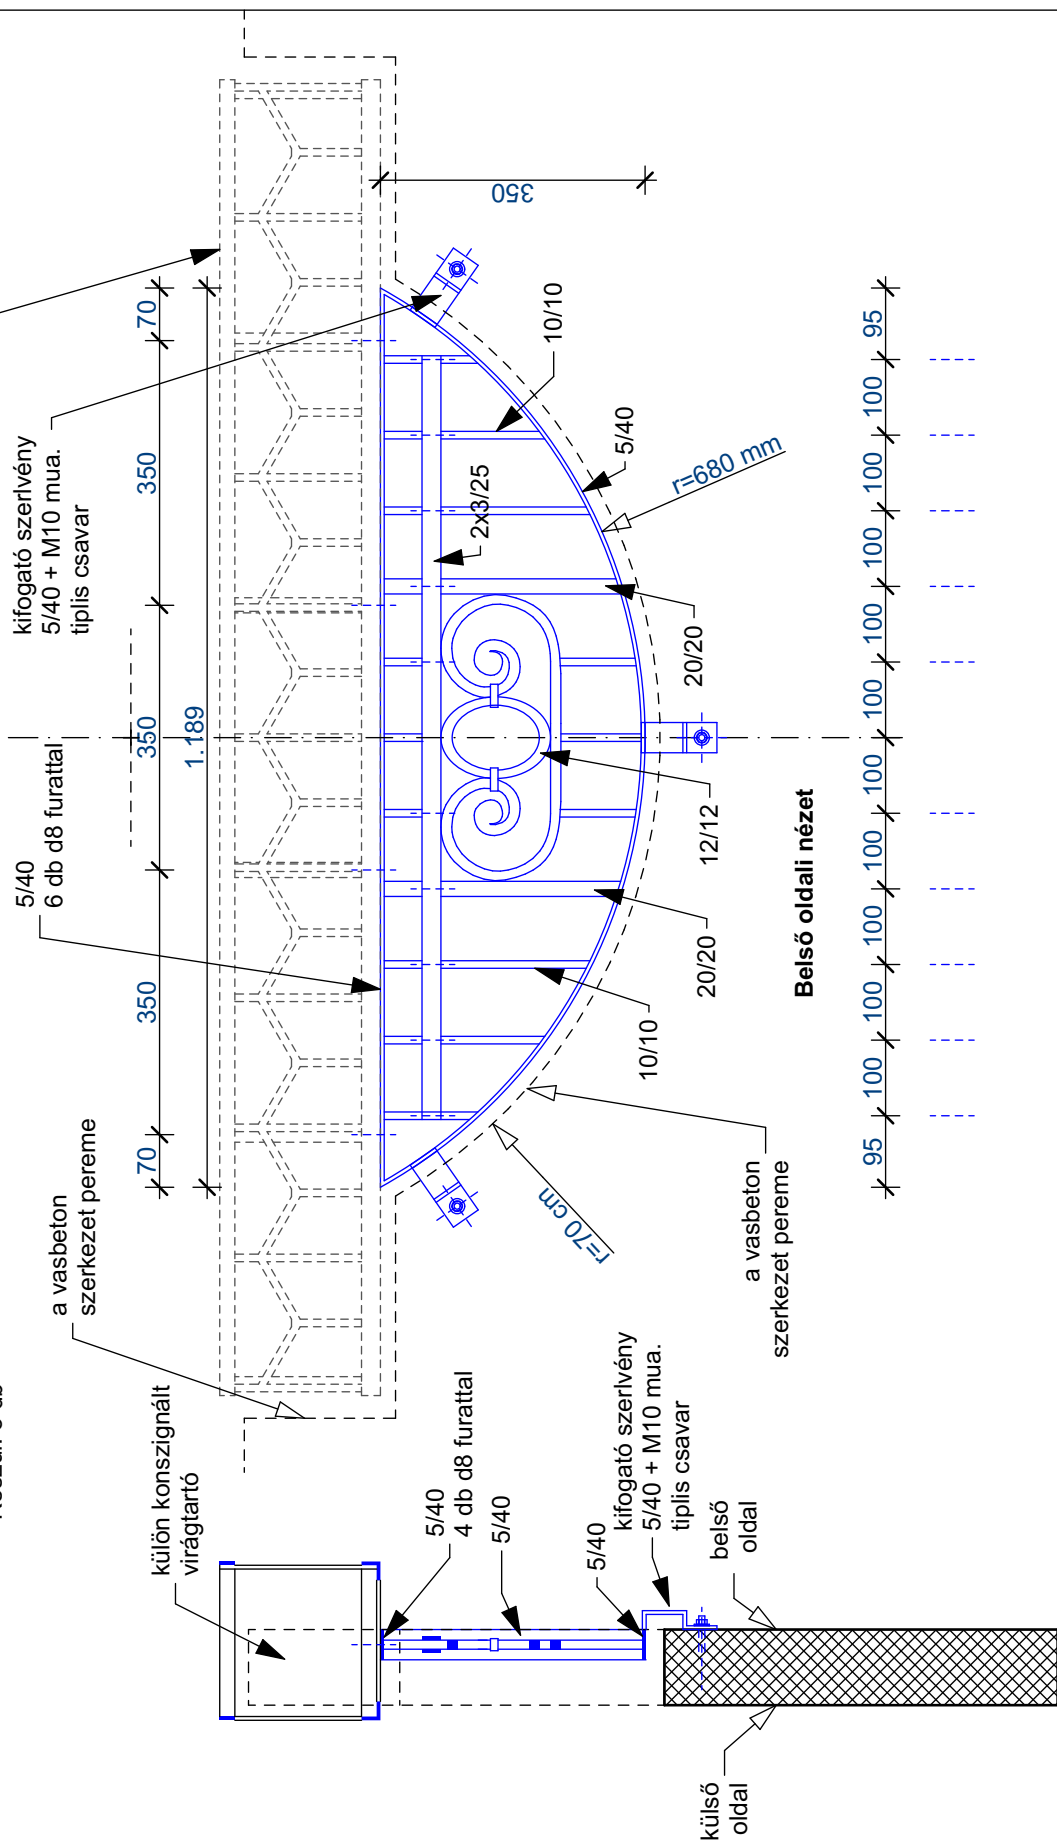 külön konszignált
virágtartó
5/40
4 db d8 furattal
5/40
5/40
kifogató szerlvény
5/40 + M10 mua.
tiplis csavar
belső
oldal
külső
oldal
a vasbeton
szerkezet pereme
5/40
6 db d8 furattal
kifogató szerlvény
5/40 + M10 mua.
tiplis csavar
70
350
350
350
70
1.189
350
10/10
5/40
2x3/25
r=680 mm
20/20
12/12
20/20
10/10
r=70 cm
a vasbeton
szerkezet pereme
Belső oldali nézet
95
100
100
100
100
100
100
100
100
100
100
95